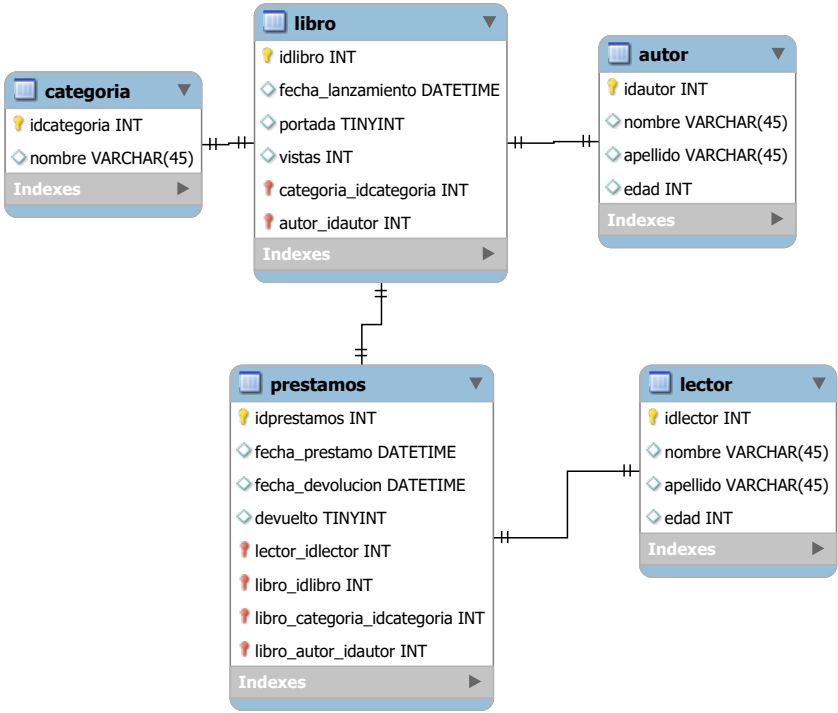 categoria
idcategoria INT
nombre VARCHAR(45)
Indexes
libro
idlibro INT
fecha_lanzamiento DATETIME
portada TINYINT
vistas INT
categoria_idcategoria INT
autor_idautor INT
Indexes
autor
idautor INT
nombre VARCHAR(45)
apellido VARCHAR(45)
edad INT
Indexes
prestamos
idprestamos INT
fecha_prestamo DATETIME
fecha_devolucion DATETIME
devuelto TINYINT
lector_idlector INT
libro_idlibro INT
libro_categoria_idcategoria INT
libro_autor_idautor INT
Indexes
lector
idlector INT
nombre VARCHAR(45)
apellido VARCHAR(45)
edad INT
Indexes